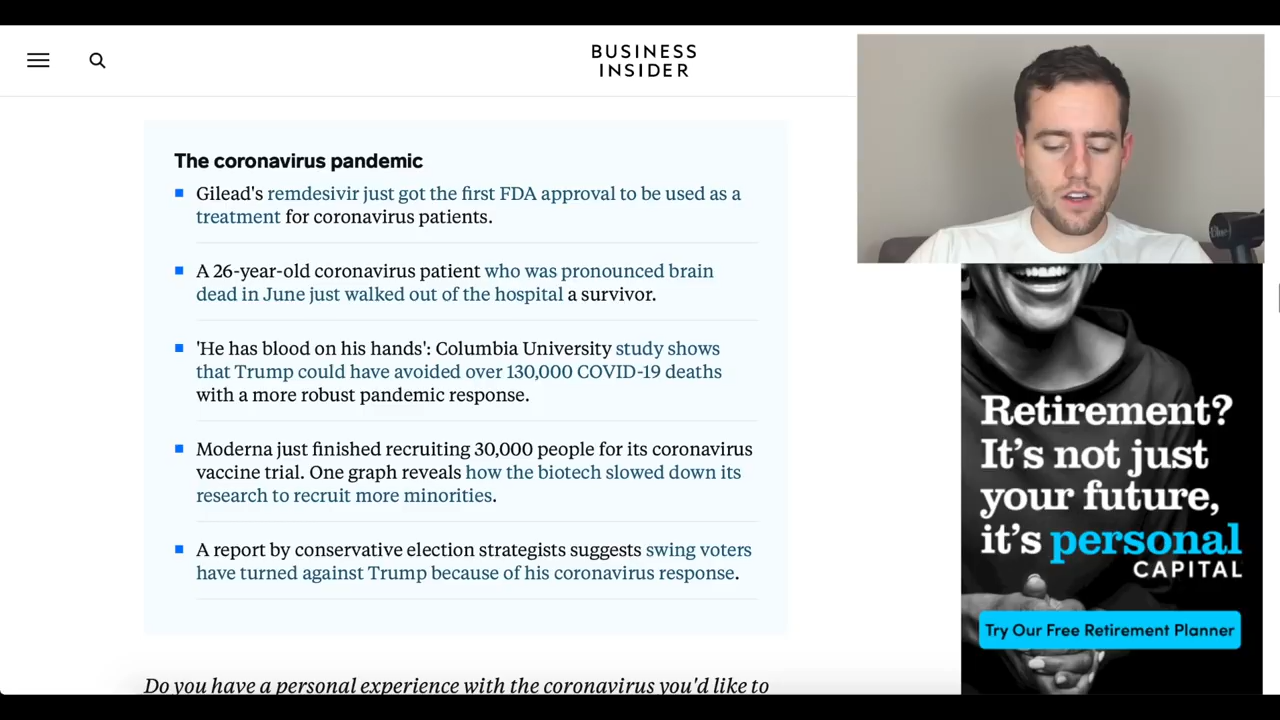 BUSINESS
INSIDER
The coronavirus pandemic
Gilead's remdesivir just got the first FDA approval to be used as a
treatment for coronavirus patients.
A 26-year-old coronavirus patient who was pronounced brain
dead in June just walked out of the hospital a survivor.
'He has blood on his hands': Columbia University study shows
that Trump could have avoided over 130,000 COVID-19 deaths
with a more robust pandemic response.
Moderna just finished recruiting 30,000 people for its coronavirus
vaccine trial. One graph reveals how the biotech slowed down its
research to recruit more minorities.
A report by conservative election strategists suggests swing voters
have turned against Trump because of his coronavirus response.
Do you have a personal experience with the coronavirus you'd like to
Retirement?
It's not just
your future,
it's personal
CAPITAL
Try Our Free Retirement Planner